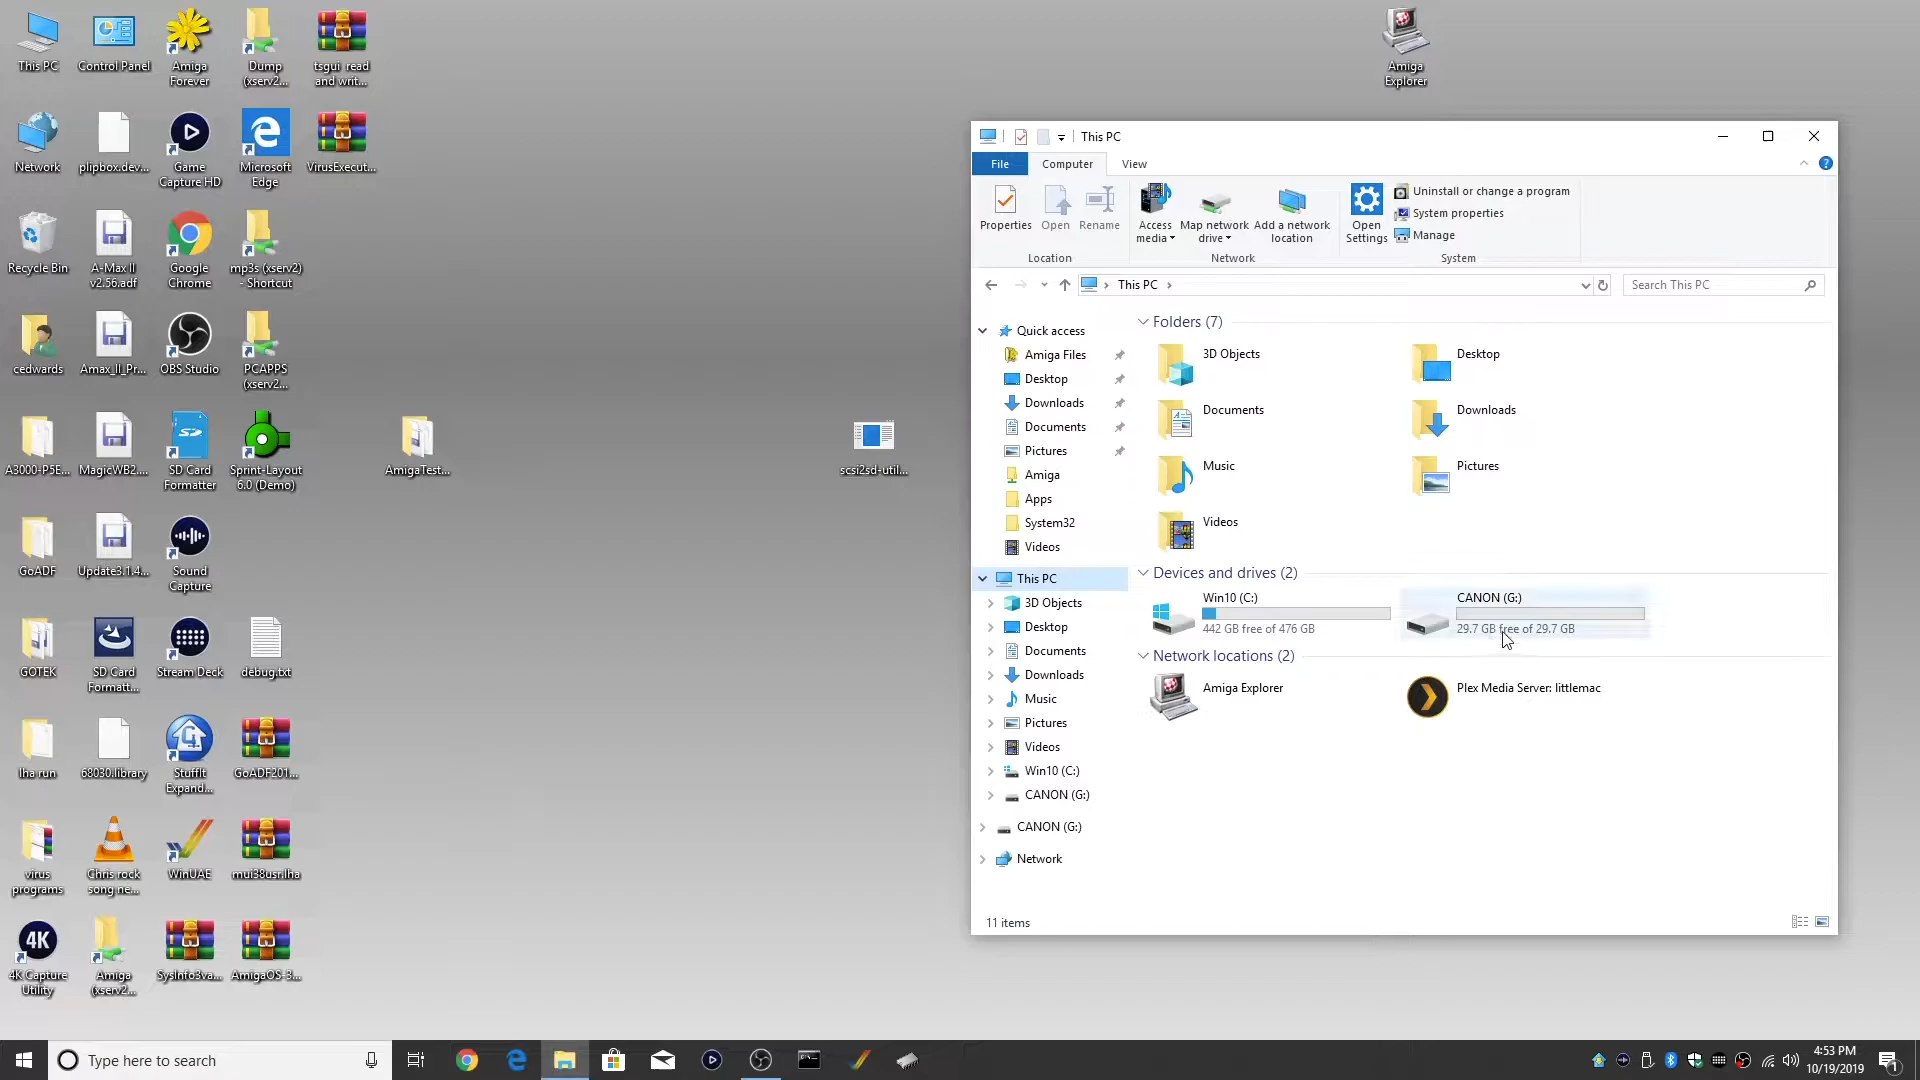 This PC
Control Panel
Amiga
Forever
Dump
(xserv2...
tsgui_read
and writ...
Amiga
Explorer
Network
plipbox.dev...
Game
Capture HD
Microsoft
Edge
VirusExecut...
Recycle Bin
A-Max II
v2.56.adf
Google
Chrome
mp3s (xserv2)
- Shortcut
cedwards
Amax_II_Pr...
OBS Studio
PCAPPS
(xserv2...
A3000-P5E...
MagicWB2....
SD Card
Formatter
Sprint-Layout
6.0 (Demo)
AmigaTest...
scsi2sd-util...
GoADF
Update3.1.4...
Sound
Capture
GOTEK
SD Card
Formatt...
Stream Deck
debug.txt
lha run
68030.library
StuffIt
Expand...
GoADF201...
virus
programs
Chris rock
song.ne...
WinUAE
mui38usr.lha
4K Capture
Utility
Amiga
(xserv2...
SysInfo3va...
AmigaOS-3...
This PC
File
Computer
View
Properties
Open
Rename
Access
media
Map network
drive
Add a network
location
Open
Settings
Uninstall or change a program
System properties
Manage
Location
Network
System
This PC
Search This PC
Quick access
Amiga Files
Desktop
Downloads
Documents
Pictures
Amiga
Apps
System32
Videos
This PC
3D Objects
Desktop
Documents
Downloads
Music
Pictures
Videos
Win10 (C:)
CANON (G:)
CANON (G:)
Network
Folders (7)
3D Objects
Desktop
Documents
Downloads
Music
Pictures
Videos
Devices and drives (2)
Win10 (C:)
442 GB free of 476 GB
CANON (G:)
29.7 GB free of 29.7 GB
Network locations (2)
Amiga Explorer
Plex Media Server: littlemac
11 items
Type here to search
4:53 PM
10/19/2019